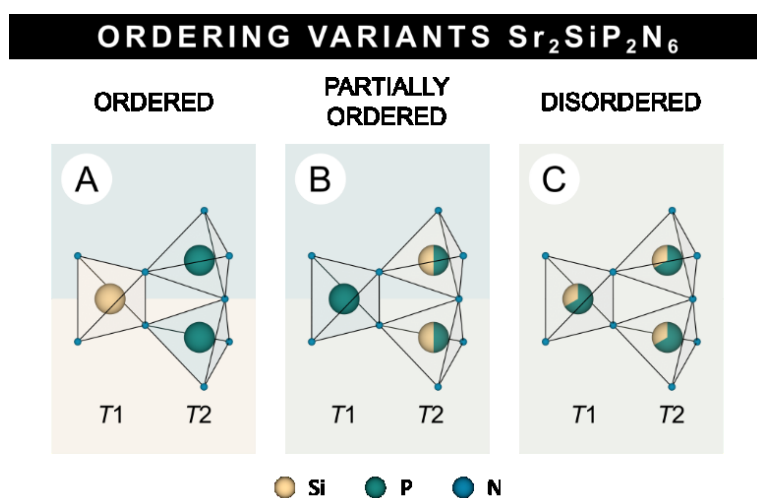 ORDERING VARIANTS Sr₂SiP₂N₆
ORDERED
PARTIALLY
ORDERED
DISORDERED
A
B
C
T1 T2
T1 T2
T1 T2
Si P N